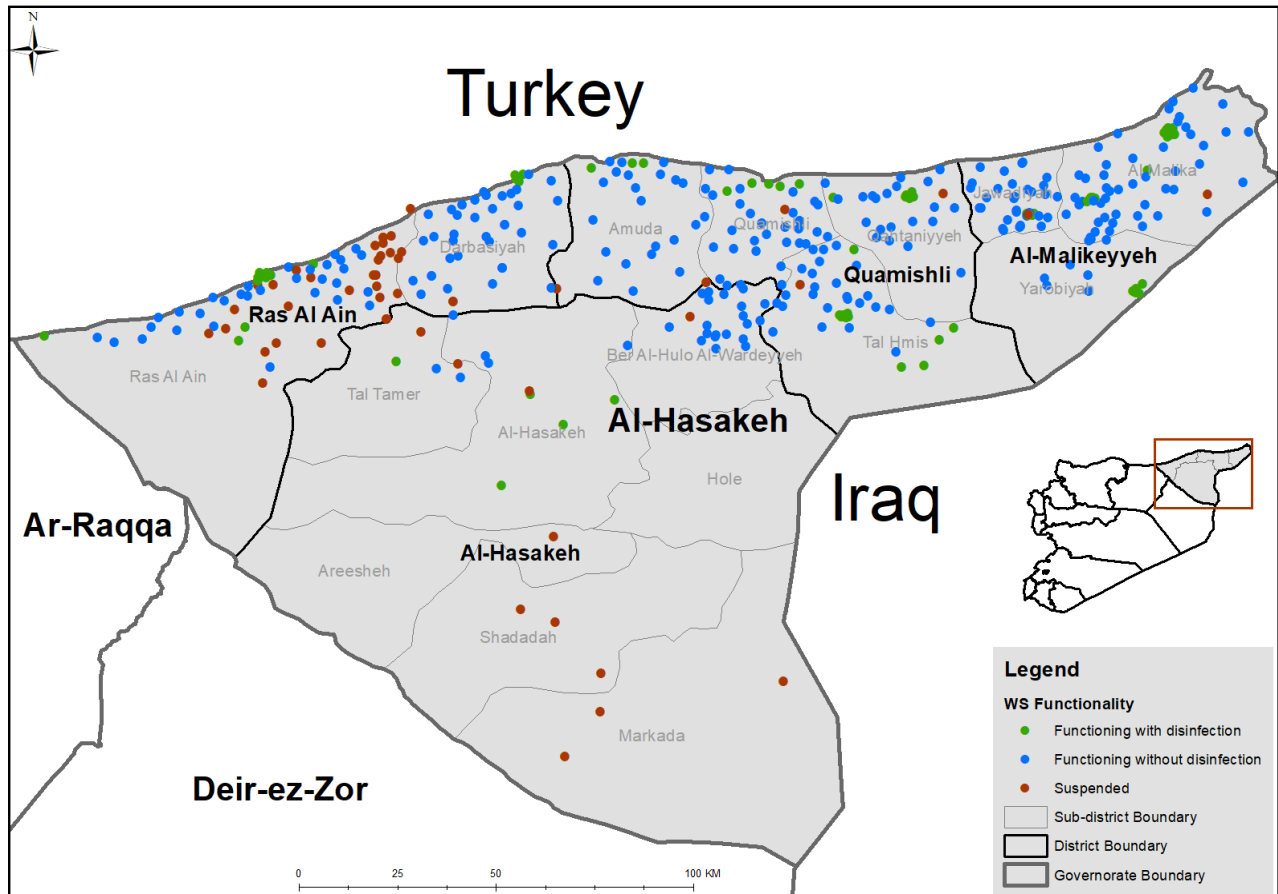 N
Turkey
Al-Malika
Jawadiyah
Quamishli
Amuda
Qahtaniyyeh
Darbasiyah
Al-Malikeyyeh
Quamishli
Yarobiyah
Ras Al Ain
Tal Hmis
Ber Al-Hulo Al-Wardeyyeh
Ras Al Ain
Tal Tamer
Al-Hasakeh
Al-Hasakeh
Hole
Iraq
Ar-Raqqa
Al-Hasakeh
Areesheh
Shadadah
Markada
Deir-ez-Zor
Legend
WS Functionality
Functioning with disinfection
Functioning without disinfection
Suspended
Sub-district Boundary
District Boundary
Governorate Boundary
0 25 50 100 KM